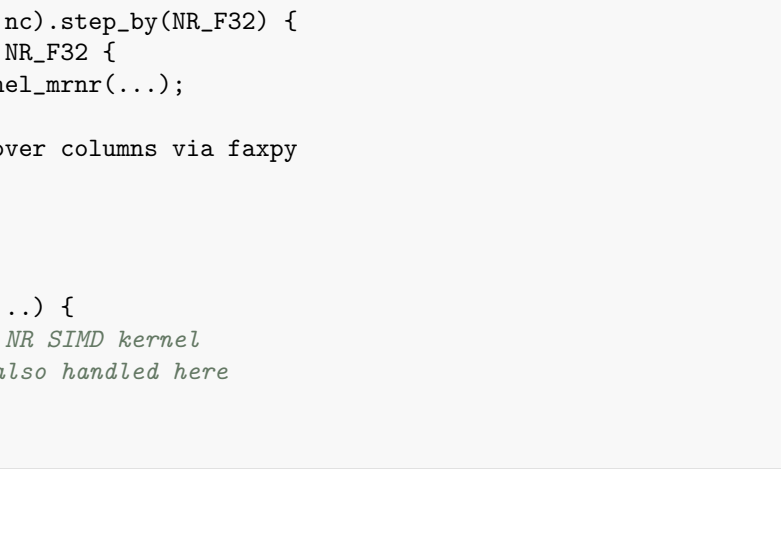 nc).step_by(NR_F32) {
NR_F32 {
nel_mrnr(...);
over columns via faxpy
..) {
NR SIMD kernel
also handled here